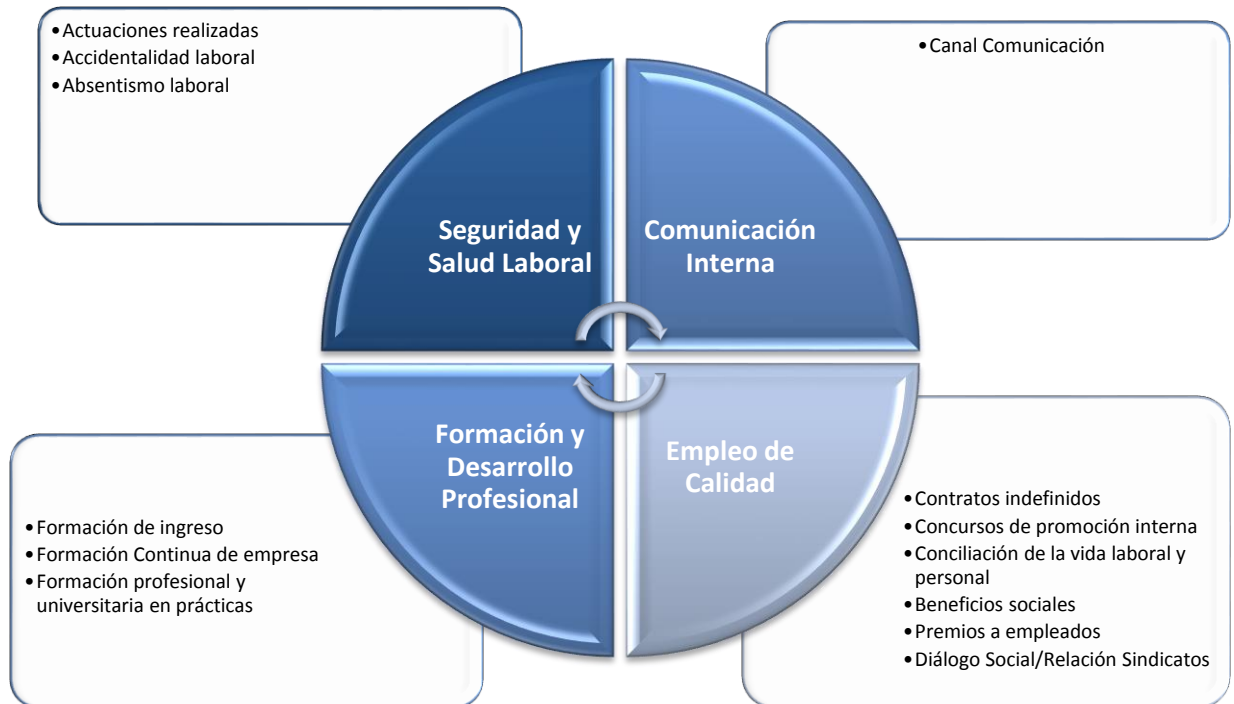 •Actuaciones realizadas
•Accidentalidad laboral
•Absentismo laboral
•Canal Comunicación
Seguridad y
Salud Laboral
Comunicación
Interna
Formación y
Desarrollo
Profesional
Empleo de
Calidad
•Formación de ingreso
•Formación Continua de empresa
•Formación profesional y
universitaria en prácticas
•Contratos indefinidos
•Concursos de promoción interna
•Conciliación de la vida laboral y
personal
•Beneficios sociales
•Premios a empleados
•Diálogo Social/Relación Sindicatos